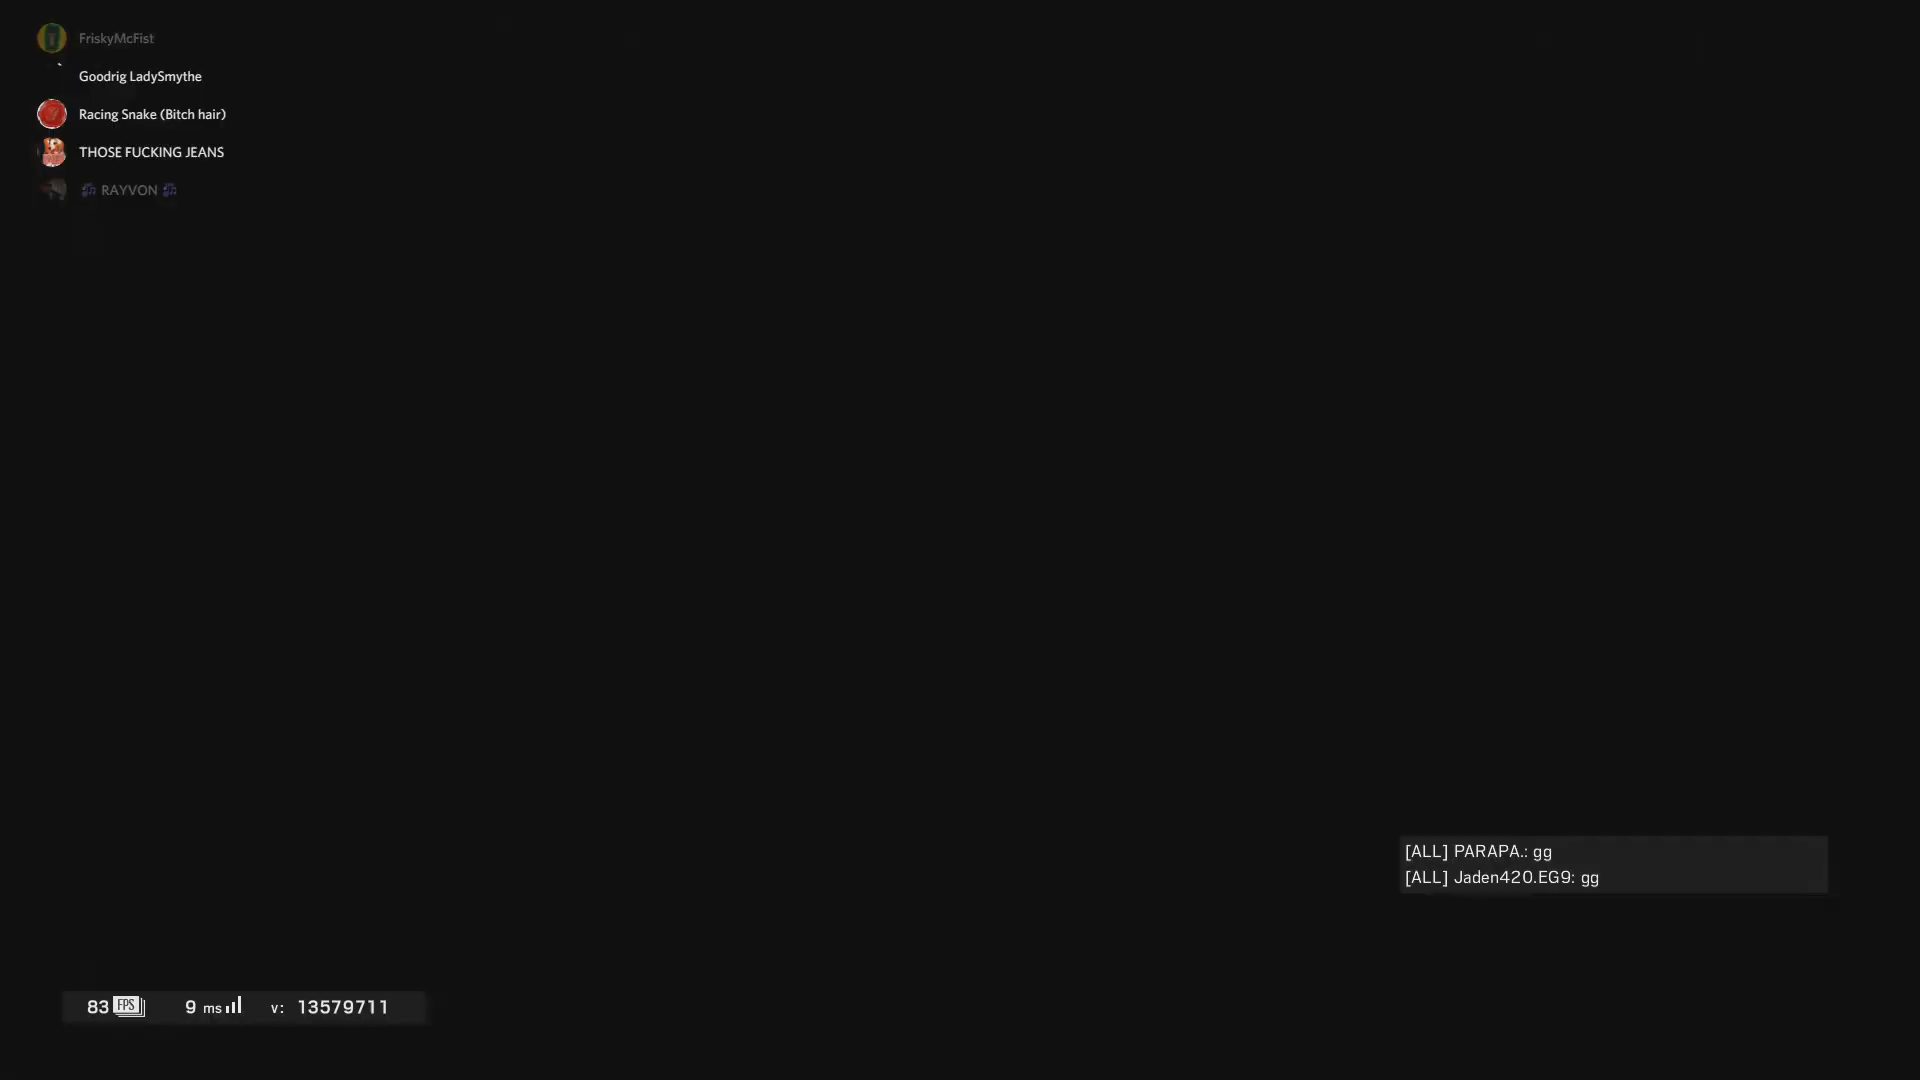 FriskyMcFist
Goodrig LadySmythe
Racing Snake (Bitch hair)
THOSE FUCKING JEANS
🎶 RAYVON 🎶
[ALL] PARAPA.: gg
[ALL] Jaden420.EG9: gg
83 FPS 9 ms v: 13579711